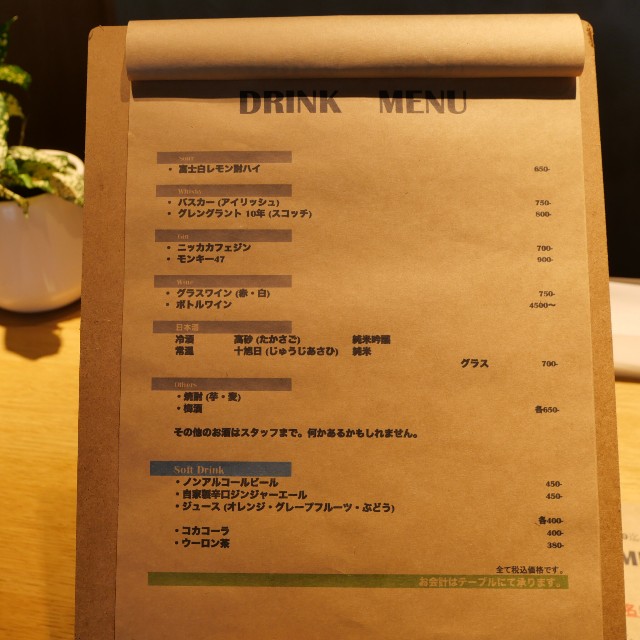 DRINK MENU
Sour
・富士白レモン酎ハイ 650-
Whisky
・バスカー (アイリッシュ) 750-
・グレングラント 10年 (スコッチ) 800-
・ニッカカフェジン 700-
・モンキー47 900-
Wine
・グラスワイン (赤・白) 750-
・ボトルワイン 4500〜
日本酒
冷酒 高砂 (たかさご) 純米吟醸
常温 十旭日 (じゅうじあさひ) 純米
グラス 700-
Others
・焼酎 (芋・麦)
・梅酒 各650-
その他のお酒はスタッフまで。何かあるかもしれません。
Soft Drink
・ノンアルコールビール 450-
・自家製辛口ジンジャーエール 450-
・ジュース (オレンジ・グレープフルーツ・ぶどう)
各400-
・コカコーラ 400-
・ウーロン茶 380-
全て税込価格です。
お会計はテーブルにて承ります。